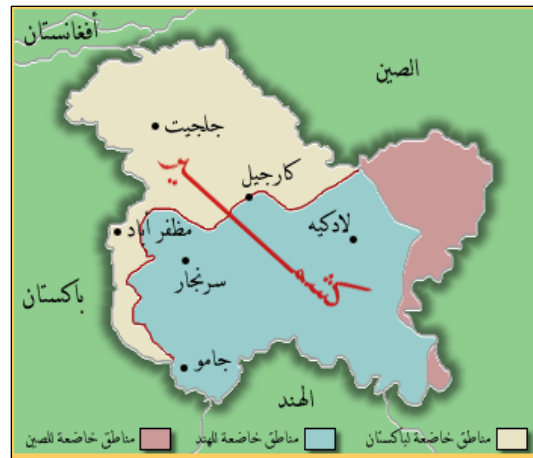 أفغانستان
الصين
جلجيت
كارجيل
كشمير
لادكيه
مظفر أباد
سرنجار
باكستان
جامو
الهند
مناطق خاضعة لباكستان
مناطق خاضعة للهند
مناطق خاضعة للصين